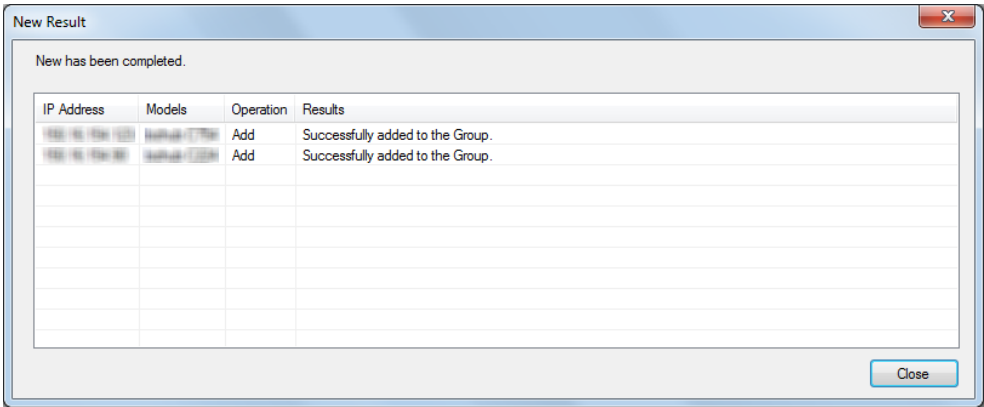 New Result
New has been completed.
IP Address Models Operation Results
Add Successfully added to the Group.
Add Successfully added to the Group.
Close